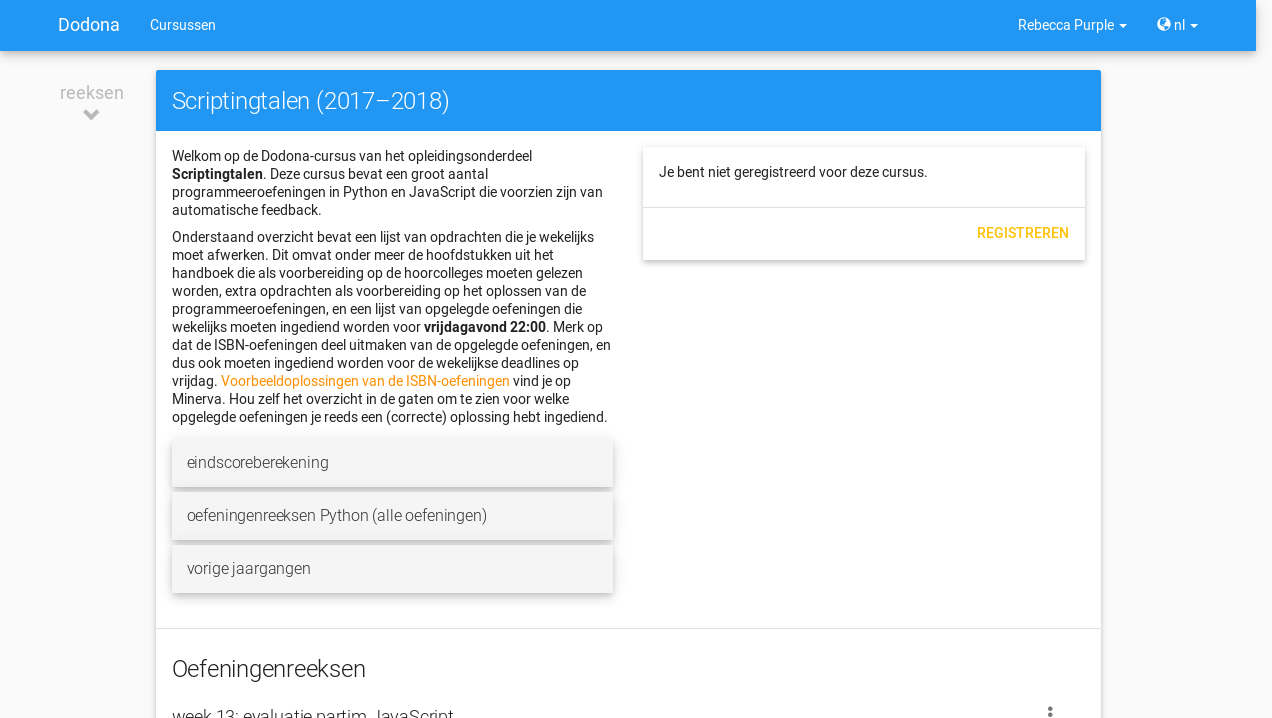 Dodona Cursussen Rebecca Purple nl
reeksen
Scriptingtalen (2017–2018)
Welkom op de Dodona-cursus van het opleidingsonderdeel
Scriptingtalen. Deze cursus bevat een groot aantal
programmeeroefeningen in Python en JavaScript die voorzien zijn van
automatische feedback.
Onderstaand overzicht bevat een lijst van opdrachten die je wekelijks
moet afwerken. Dit omvat onder meer de hoofdstukken uit het
handboek die als voorbereiding op de hoorcolleges moeten gelezen
worden, extra opdrachten als voorbereiding op het oplossen van de
programmeeroefeningen, en een lijst van opgelegde oefeningen die
wekelijks moeten ingediend worden voor vrijdagavond 22:00. Merk op
dat de ISBN-oefeningen deel uitmaken van de opgelegde oefeningen, en
dus ook moeten ingediend worden voor de wekelijkse deadlines op
vrijdag. Voorbeeldoplossingen van de ISBN-oefeningen vind je op
Minerva. Hou zelf het overzicht in de gaten om te zien voor welke
opgelegde oefeningen je reeds een (correcte) oplossing hebt ingediend.
eindscoreberekening
oefeningenreeksen Python (alle oefeningen)
vorige jaargangen
Je bent niet geregistreerd voor deze cursus.
REGISTREREN
Oefeningenreeksen
week 13: evaluatie partim JavaScript